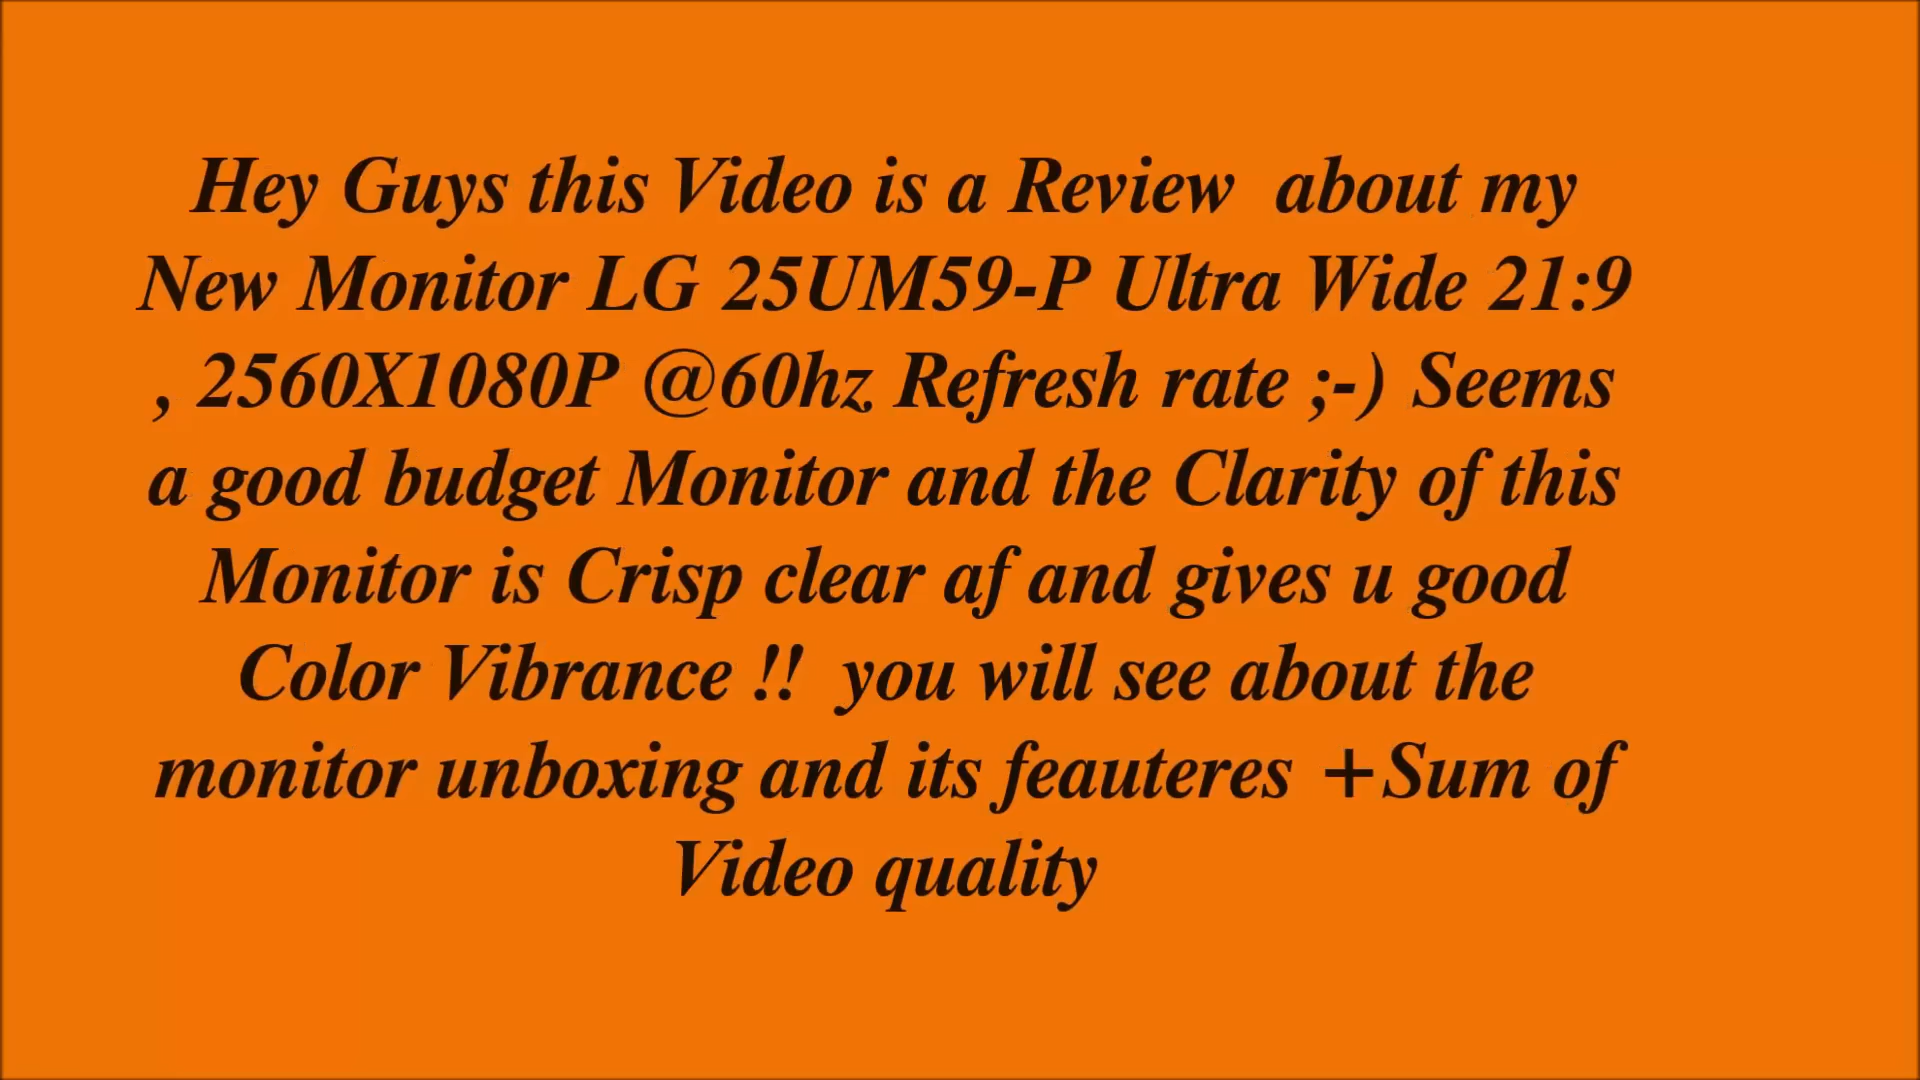 Hey Guys this Video is a Review  about my
New Monitor LG 25UM59-P Ultra Wide 21:9
, 2560X1080P @60hz Refresh rate ;-) Seems
a good budget Monitor and the Clarity of this
Monitor is Crisp clear af and gives u good
Color Vibrance !!  you will see about the
monitor unboxing and its feauteres +Sum of
Video quality